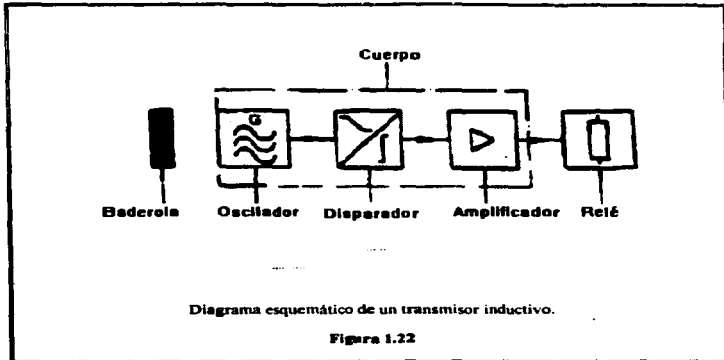 Cuerpo
G
Baderola Oscilador Disparador Amplificador Relé
Diagrama esquemático de un transmisor inductivo.
Figura 1.22